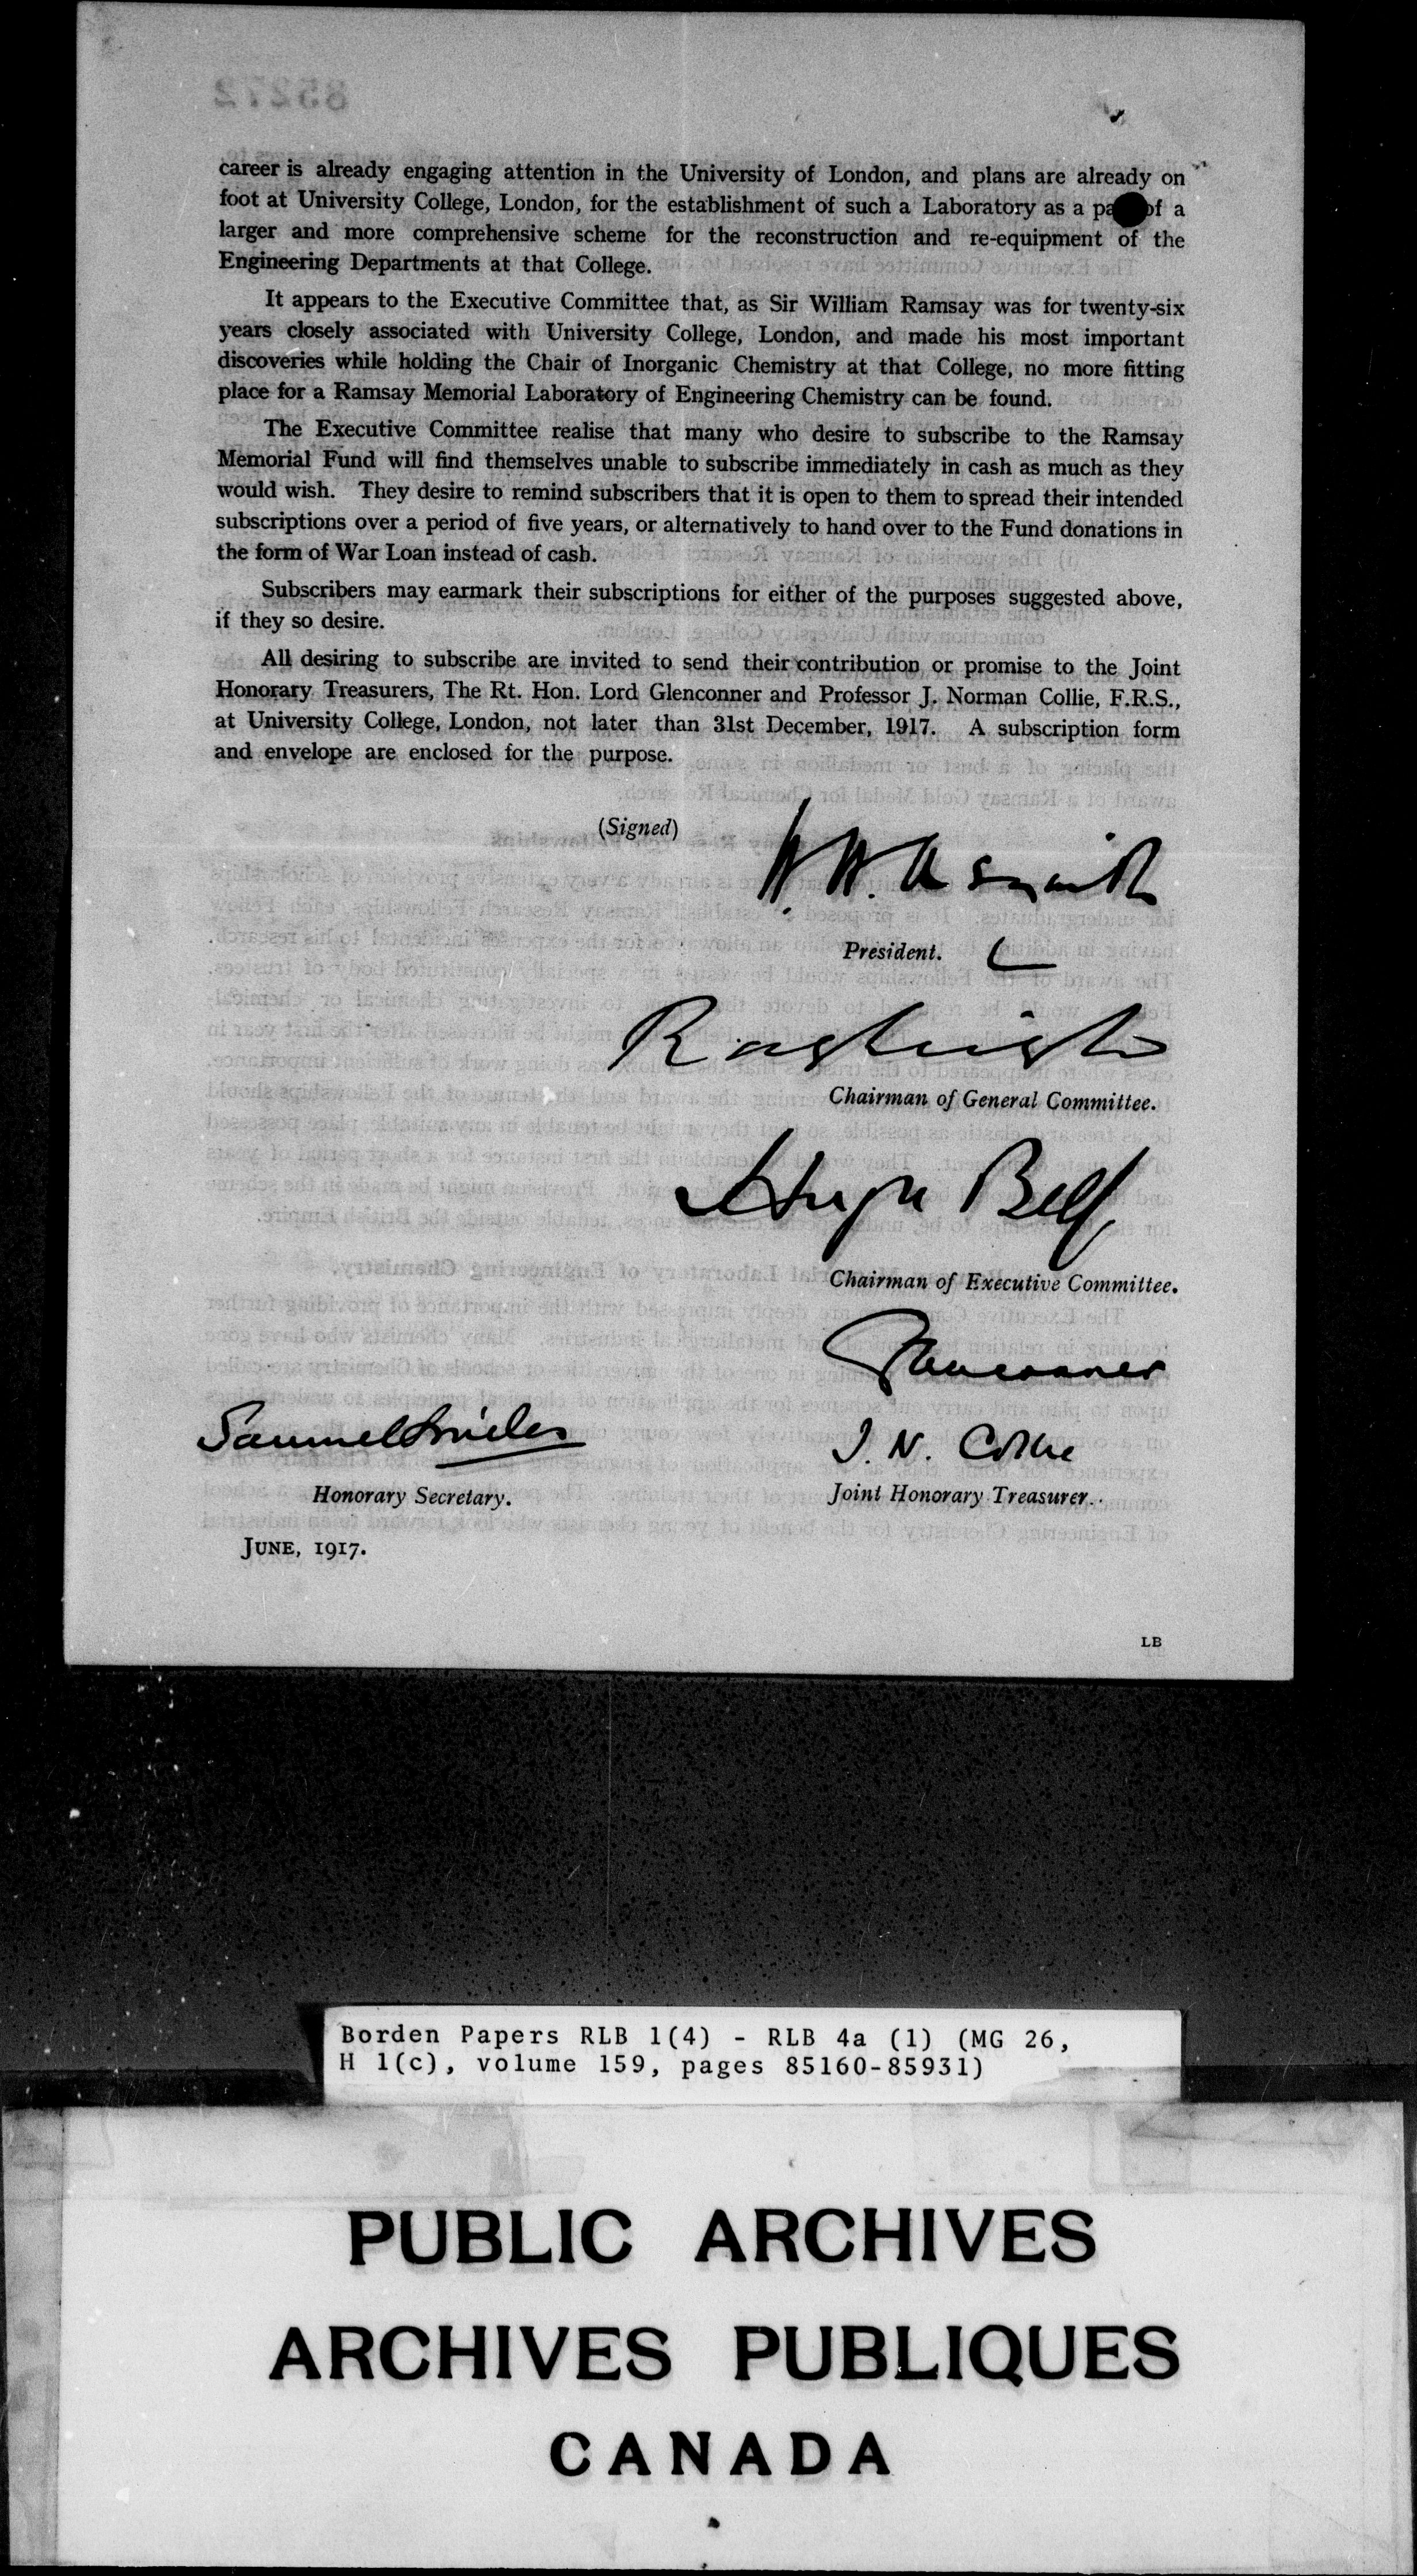 career is already engaging attention in the University of London, and plans are already on
foot at University College, London, for the establishment of such a Laboratory as a pa of a
larger and more comprehensive scheme for the reconstruction and re-equipment of the
Engineering Departments at that College.
It appears to the Executive Committee that, as Sir William Ramsay was for twenty-six
years closely associated with University College, London, and made his most important
discoveries while holding the Chair of Inorganic Chemistry at that College, no more fitting
place for a Ramsay Memorial Laboratory of Engineering Chemistry can be found.
The Executive Committee realise that many who desire to subscribe to the Ramsay
Memorial Fund will find themselves unable to subscribe immediately in cash as much as they
would wish. They desire to remind subscribers that it is open to them to spread their intended
subscriptions over a period of five years, or alternatively to hand over to the Fund donations in
the form of War Loan instead of cash.
Subscribers may earmark their subscriptions for either of the purposes suggested above,
if they so desire.
All desiring to subscribe are invited to send their contribution or promise to the Joint
Honorary Treasurers, The Rt. Hon. Lord Glenconner and Professor J. Norman Collie, F.R.S.,
at University College, London, not later than 31st December, 1917. A subscription form
and envelope are enclosed for the purpose.
(Signed)
H. H. Asquith
President.
Rayleigh
Chairman of General Committee.
Hugh Bell
Chairman of Executive Committee.
Glenconner
Samuel Smiles
J. N. Collie
Honorary Secretary.
Joint Honorary Treasurer..
JUNE, 1917.
LB
Borden Papers RLB 1(4) - RLB 4a (1) (MG 26,
H 1(c), volume 159, pages 85160-85931)
PUBLIC ARCHIVES
ARCHIVES PUBLIQUES
CANADA